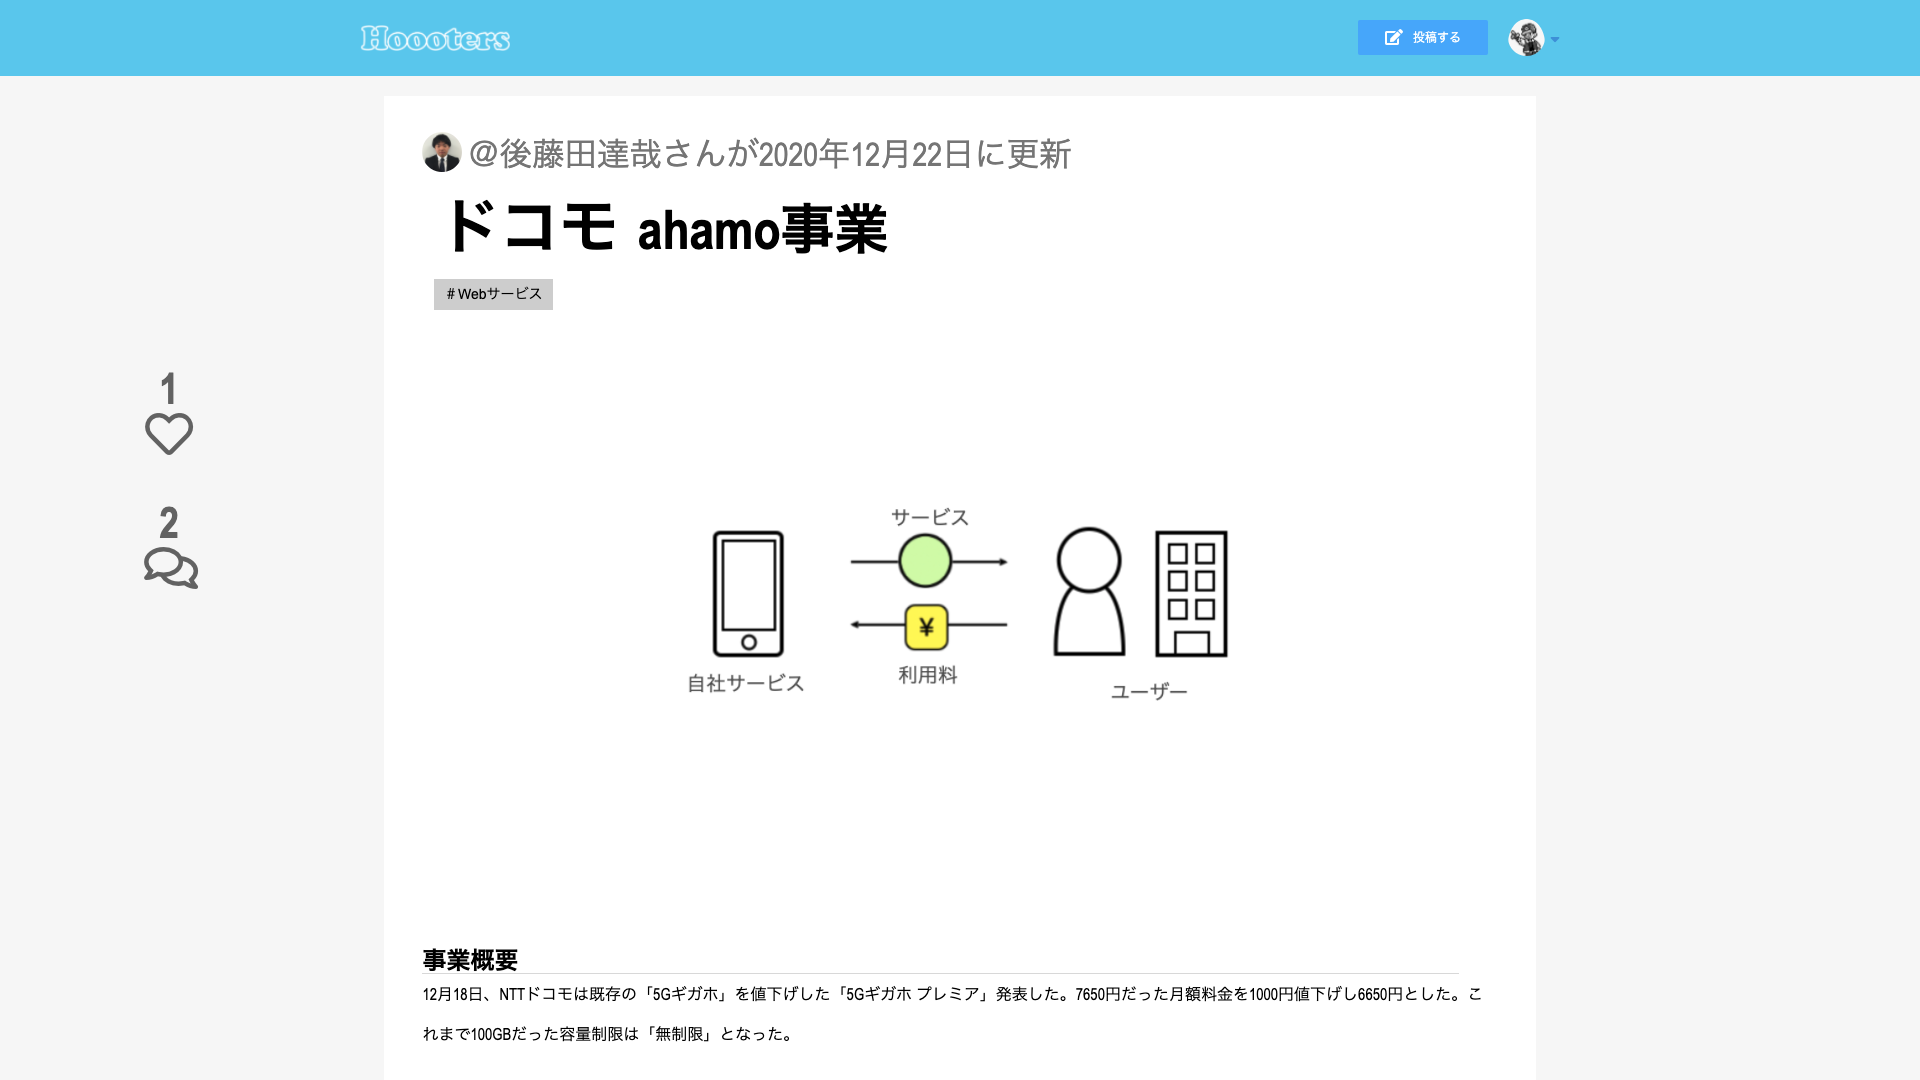 Hoooters
投稿する
@後藤田達哉さんが2020年12月22日に更新
ドコモ ahamo事業
#Webサービス
1
2
サービス
¥
利用料
自社サービス
ユーザー
事業概要
12月18日、NTTドコモは既存の「5Gギガホ」を値下げした「5Gギガホ プレミア」発表した。7650円だった月額料金を1000円値下げし6650円とした。こ
れまで100GBだった容量制限は「無制限」となった。